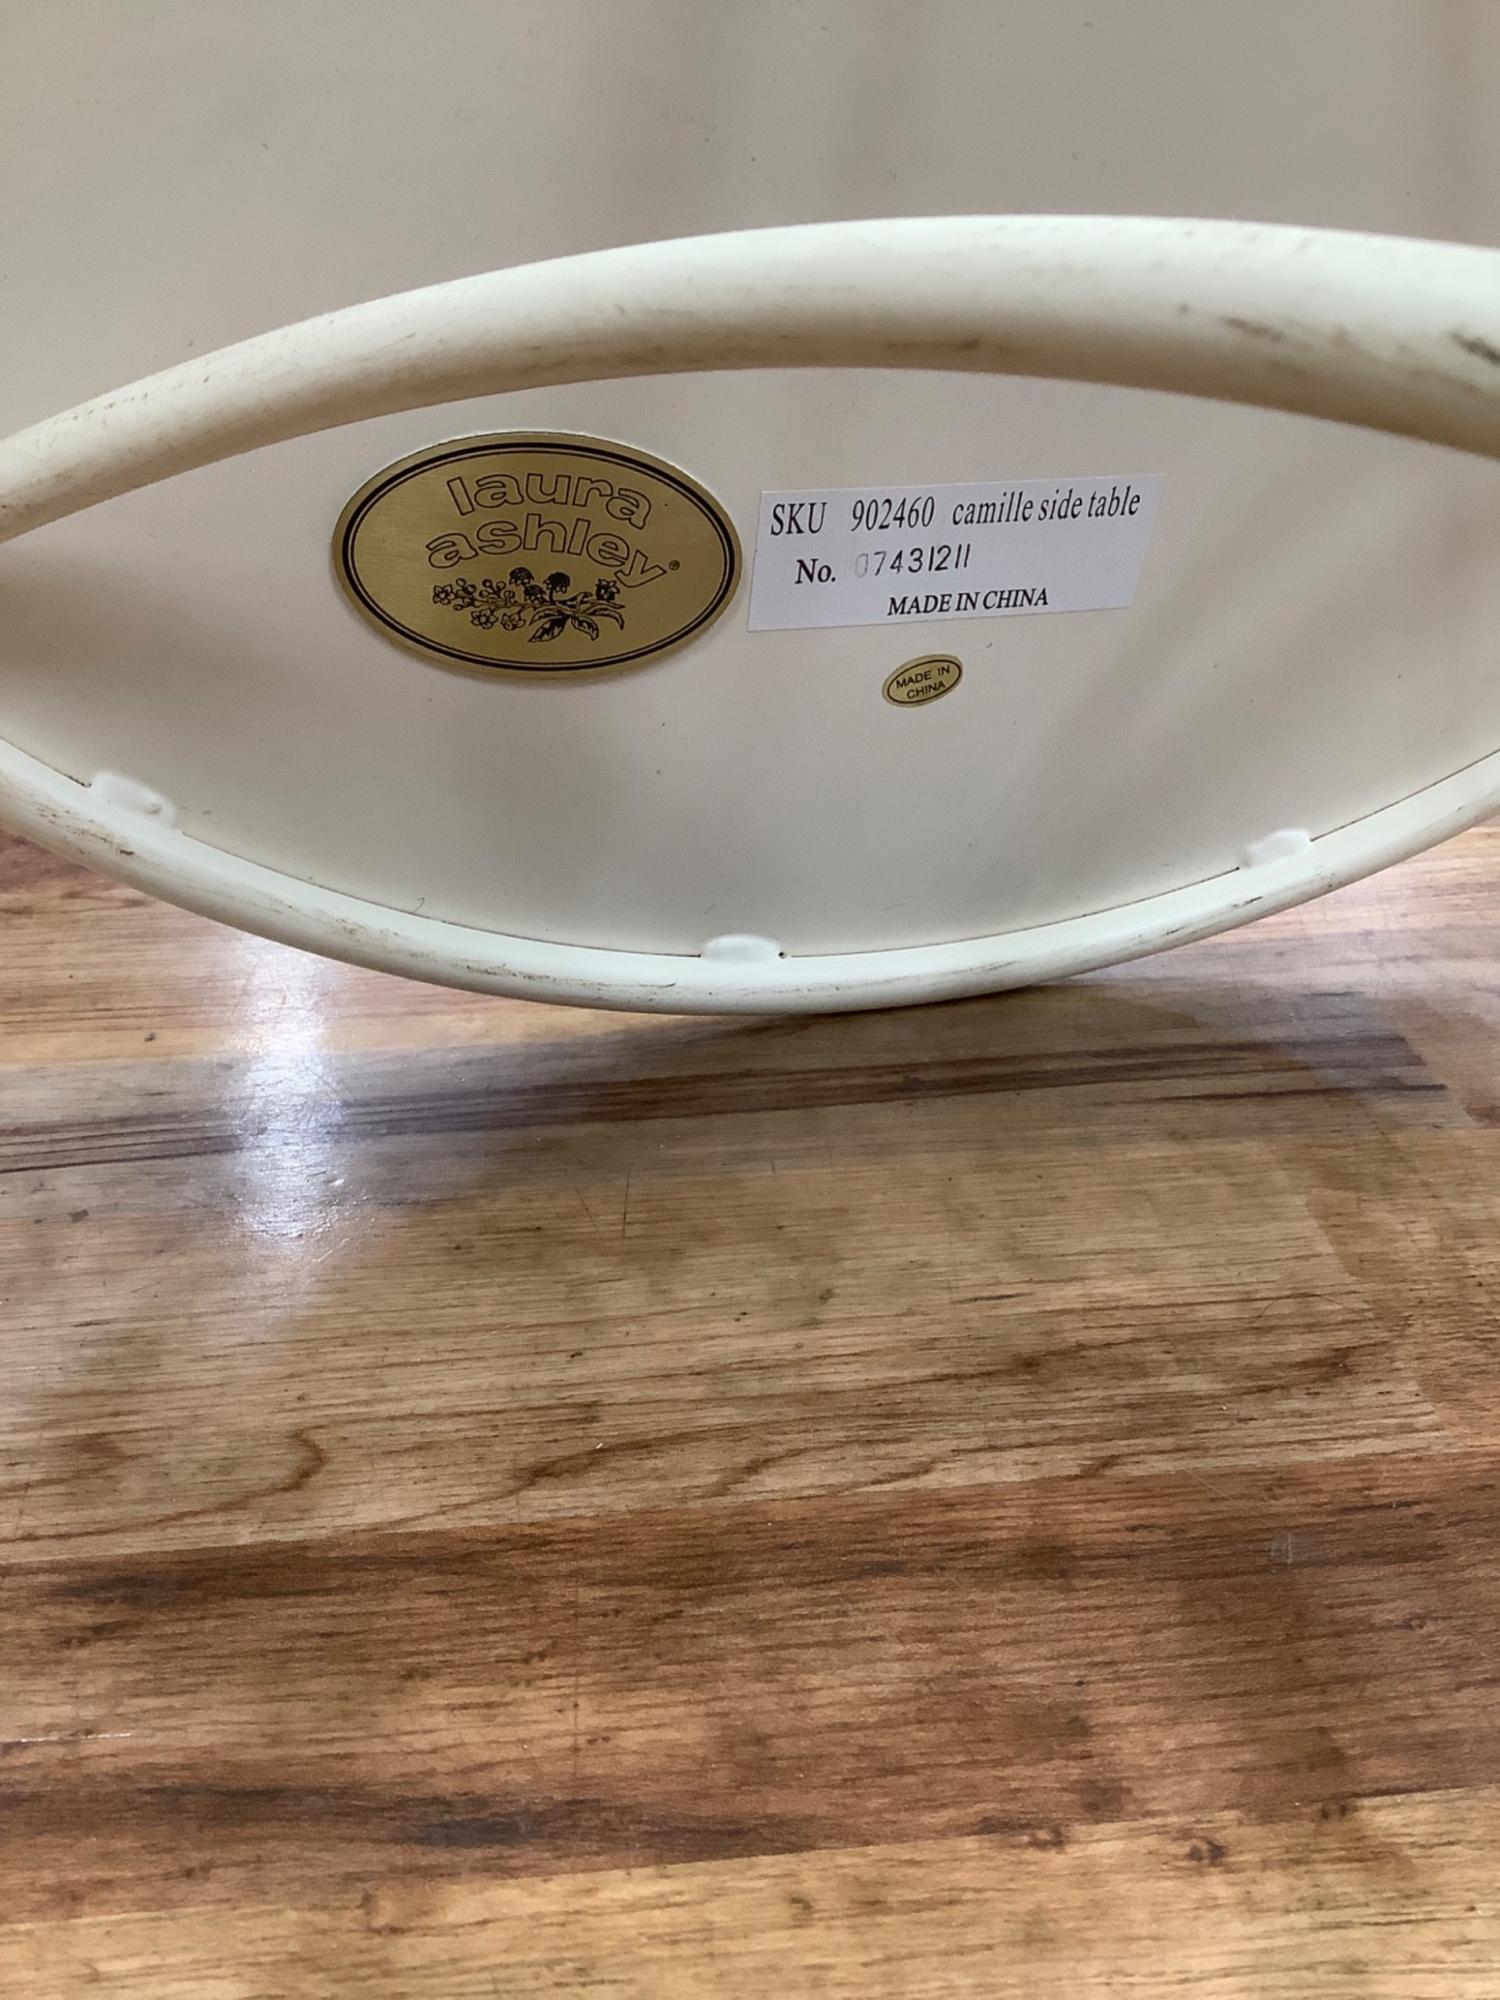 laura
ashley®
SKU 902460 camille side table
No. 07431211
MADE IN CHINA
MADE IN
CHINA